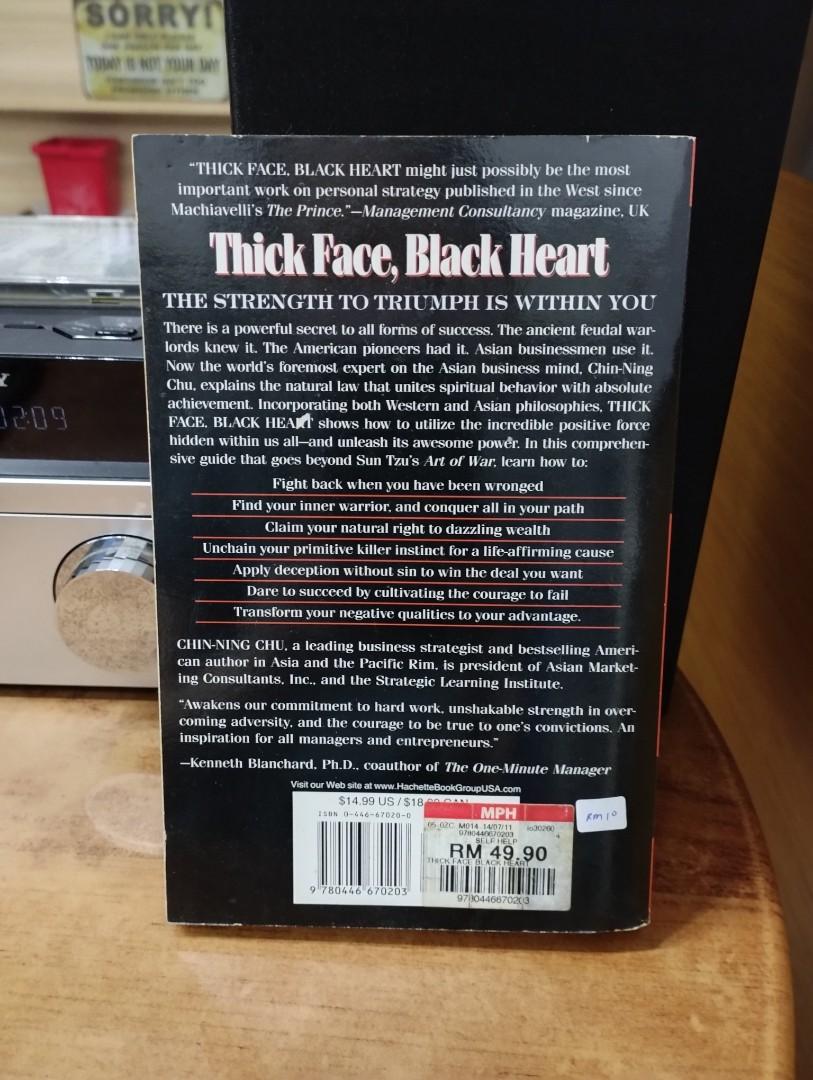 SORRY!
TODAY IS NOT YOUR DAY
"THICK FACE, BLACK HEART might just possibly be the most
important work on personal strategy published in the West since
Machiavelli's The Prince."—Management Consultancy magazine, UK
Thick Face, Black Heart
THE STRENGTH TO TRIUMPH IS WITHIN YOU
There is a powerful secret to all forms of success. The ancient feudal war-
lords knew it. The American pioneers had it. Asian businessmen use it.
Now the world's foremost expert on the Asian business mind, Chin-Ning
Chu, explains the natural law that unites spiritual behavior with absolute
achievement. Incorporating both Western and Asian philosophies, THICK
FACE, BLACK HEART shows how to utilize the incredible positive force
hidden within us all—and unleash its awesome power. In this comprehen-
sive guide that goes beyond Sun Tzu's Art of War, learn how to:
Fight back when you have been wronged
Find your inner warrior, and conquer all in your path
Claim your natural right to dazzling wealth
Unchain your primitive killer instinct for a life-affirming cause
Apply deception without sin to win the deal you want
Dare to succeed by cultivating the courage to fail
Transform your negative qualities to your advantage.
CHIN-NING CHU, a leading business strategist and bestselling Ameri-
can author in Asia and the Pacific Rim, is president of Asian Market-
ing Consultants, Inc., and the Strategic Learning Institute.
"Awakens our commitment to hard work, unshakable strength in over-
coming adversity, and the courage to be true to one's convictions. An
inspiration for all managers and entrepreneurs."
—Kenneth Blanchard, Ph.D., coauthor of The One-Minute Manager
Visit our Web site at www.HachetteBookGroupUSA.com
$14.99 US / $18
ISBN 0-446-67020-0
9 780446 670203
MPH
M014 14/07/11
9780446670203
SELF HELP
RM 49.90
THICK FACE BLACK HEART
9780446670203
RM 10
02:09